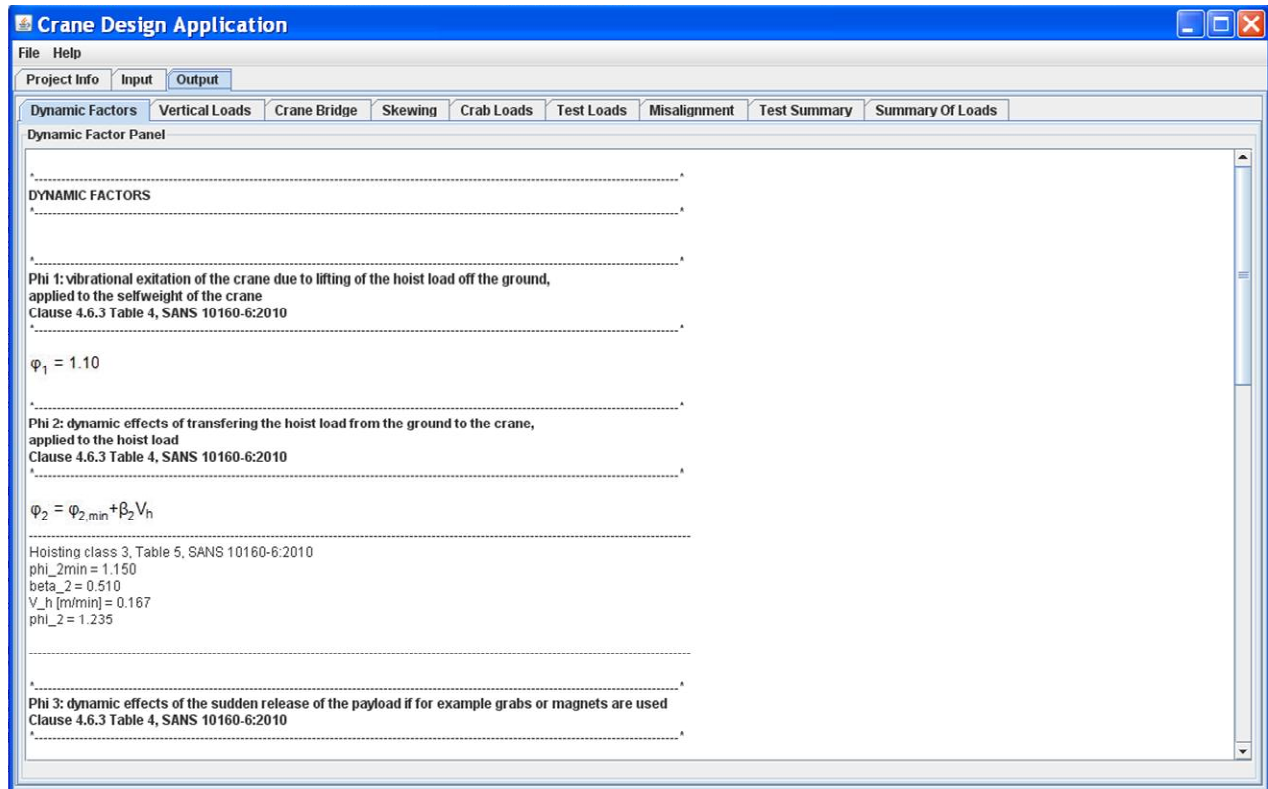 Crane Design Application
File Help
Project Info Input Output
Dynamic Factors Vertical Loads Crane Bridge Skewing Crab Loads Test Loads Misalignment Test Summary Summary Of Loads
Dynamic Factor Panel
*----------------------------------------------------------------*
DYNAMIC FACTORS
*----------------------------------------------------------------*
*----------------------------------------------------------------*
Phi 1: vibrational exitation of the crane due to lifting of the hoist load off the ground,
applied to the selfweight of the crane
Clause 4.6.3 Table 4, SANS 10160-6:2010
*----------------------------------------------------------------*
φ₁ = 1.10
*----------------------------------------------------------------*
Phi 2: dynamic effects of transfering the hoist load from the ground to the crane,
applied to the hoist load
Clause 4.6.3 Table 4, SANS 10160-6:2010
*----------------------------------------------------------------*
φ₂ = φ₂,min+β₂Vₕ
----------------------------------------------------------------
Hoisting class 3, Table 5, SANS 10160-6:2010
phi_2min = 1.150
beta_2 = 0.510
V_h [m/min] = 0.167
phi_2 = 1.235
----------------------------------------------------------------
*----------------------------------------------------------------*
Phi 3: dynamic effects of the sudden release of the payload if for example grabs or magnets are used
Clause 4.6.3 Table 4, SANS 10160-6:2010
*----------------------------------------------------------------*